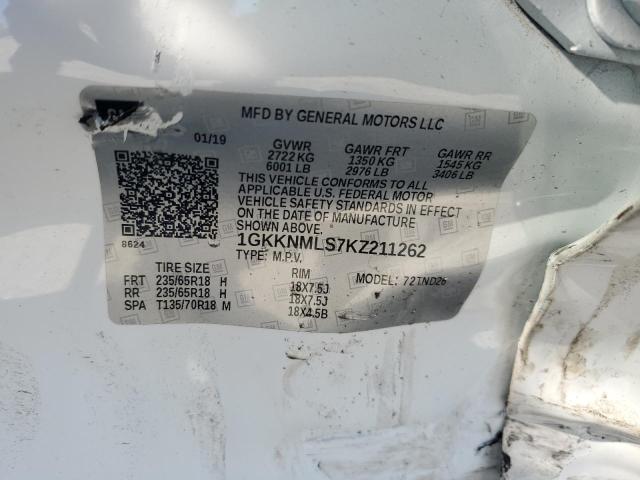 MFD BY GENERAL MOTORS LLC
01/19 GVWR GAWR FRT GAWR RR
2722 KG 1350 KG 1545 KG
6001 LB 2976 LB 3406 LB
THIS VEHICLE CONFORMS TO ALL
APPLICABLE U.S. FEDERAL MOTOR
VEHICLE SAFETY STANDARDS IN EFFECT
ON THE DATE OF MANUFACTURE
SHOWN ABOVE.
8624 1GKKNMLS7KZ211262
TYPE: M.P.V.
TIRE SIZE RIM MODEL: 72TND26
FRT 235/65R18 H 18X7.5J
RR 235/65R18 H 18X7.5J
SPA T135/70R18 M 18X4.5B